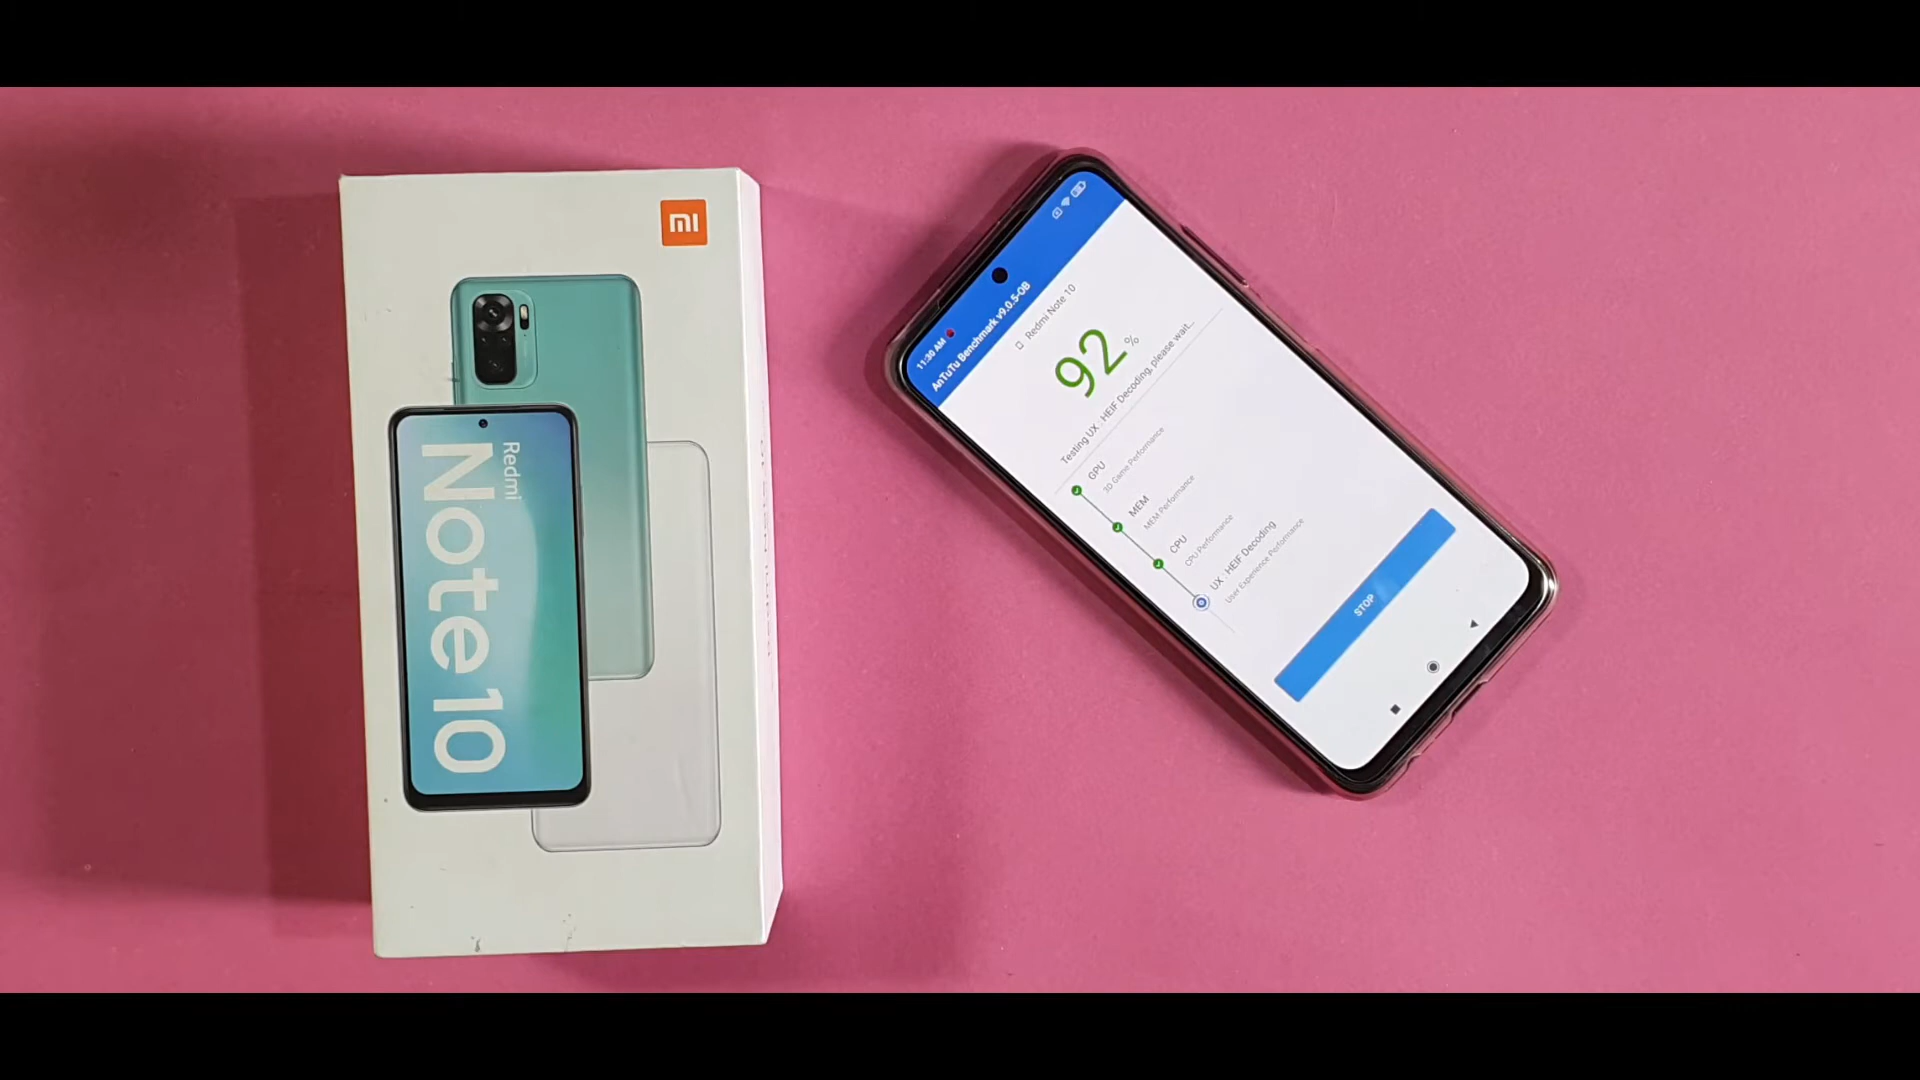 mi
Redmi
Note 10
11:30 AM
AnTuTu Benchmark v9.0.5-OB
Redmi Note 10
92%
Testing UX : HEIF Decoding, please wait...
GPU
3D Game Performance
MEM
MEM Performance
CPU
CPU Performance
UX : HEIF Decoding
User Experience Performance
STOP